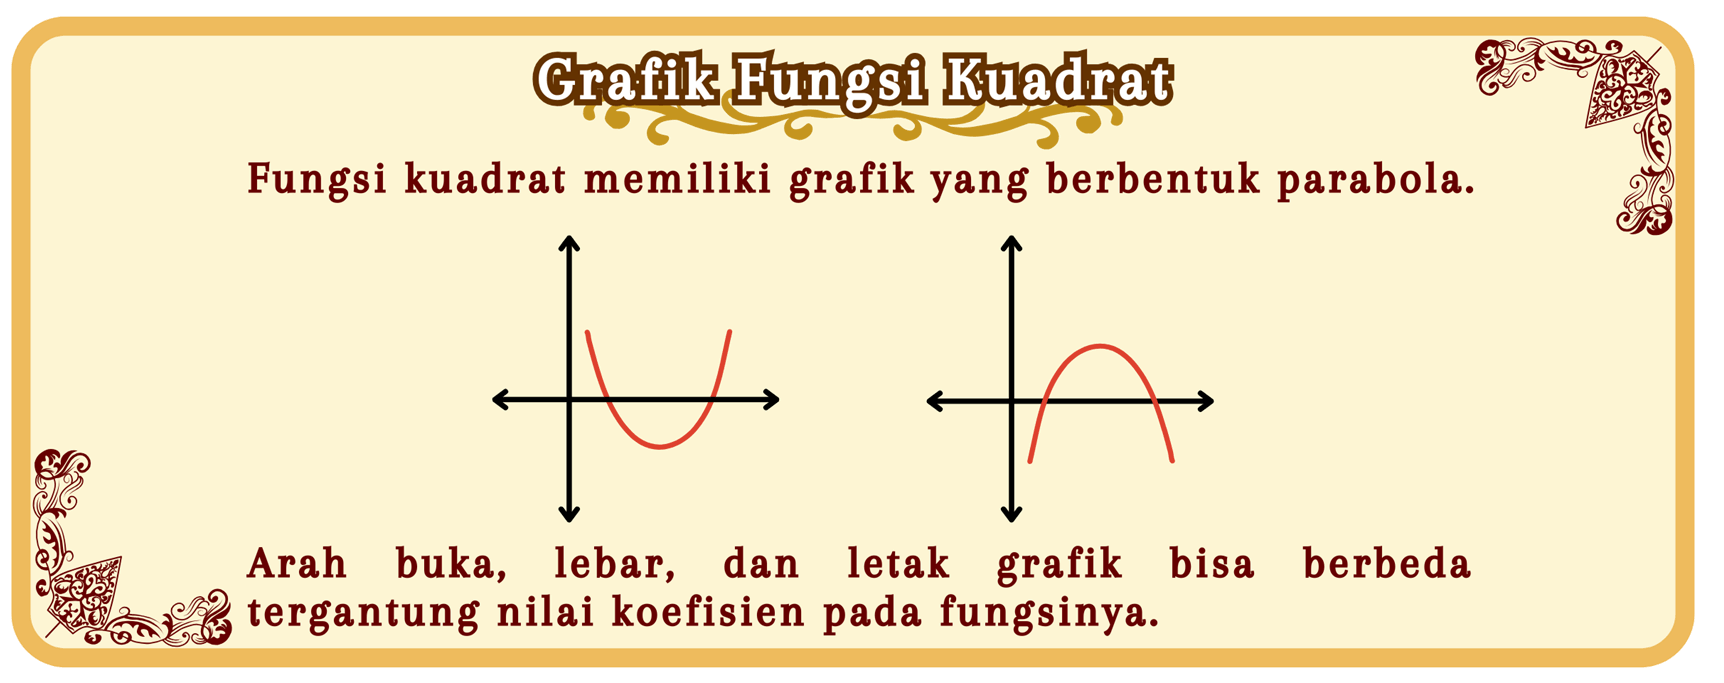 Grafik Fungsi Kuadrat
Fungsi kuadrat memiliki grafik yang berbentuk parabola.
Arah buka, lebar, dan letak grafik bisa berbeda
tergantung nilai koefisien pada fungsinya.